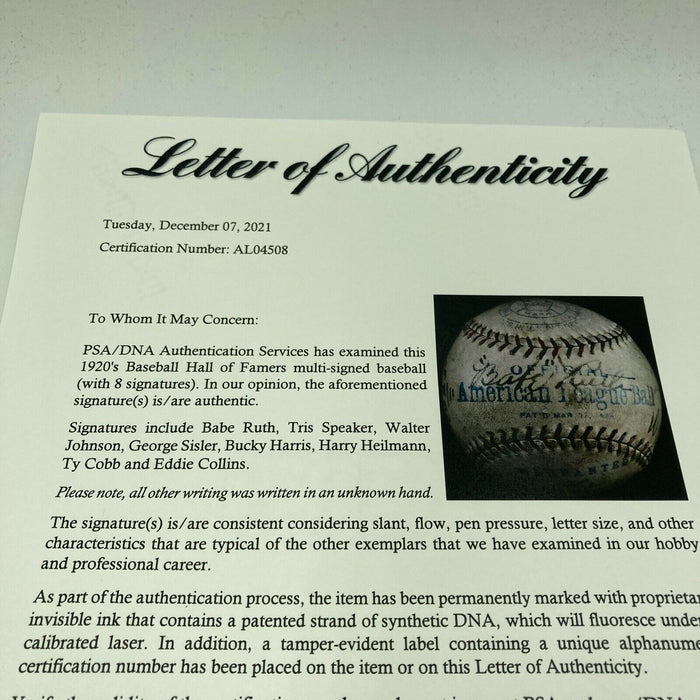 Letter of Authenticity
Tuesday, December 07, 2021
Certification Number: AL04508
To Whom It May Concern:
PSA/DNA Authentication Services has examined this
1920's Baseball Hall of Famers multi-signed baseball
(with 8 signatures). In our opinion, the aforementioned
signature(s) is/are authentic.
Signatures include Babe Ruth, Tris Speaker, Walter
Johnson, George Sisler, Bucky Harris, Harry Heilmann,
Ty Cobb and Eddie Collins.
Please note, all other writing was written in an unknown hand.
OFFICIAL
Babe Ruth
American League Ball
PAT'D MAR
The signature(s) is/are consistent considering slant, flow, pen pressure, letter size, and other
characteristics that are typical of the other exemplars that we have examined in our hobby
and professional career.
As part of the authentication process, the item has been permanently marked with proprietar
invisible ink that contains a patented strand of synthetic DNA, which will fluoresce unde
calibrated laser. In addition, a tamper-evident label containing a unique alphanume
certification number has been placed on the item or on this Letter of Authenticity.